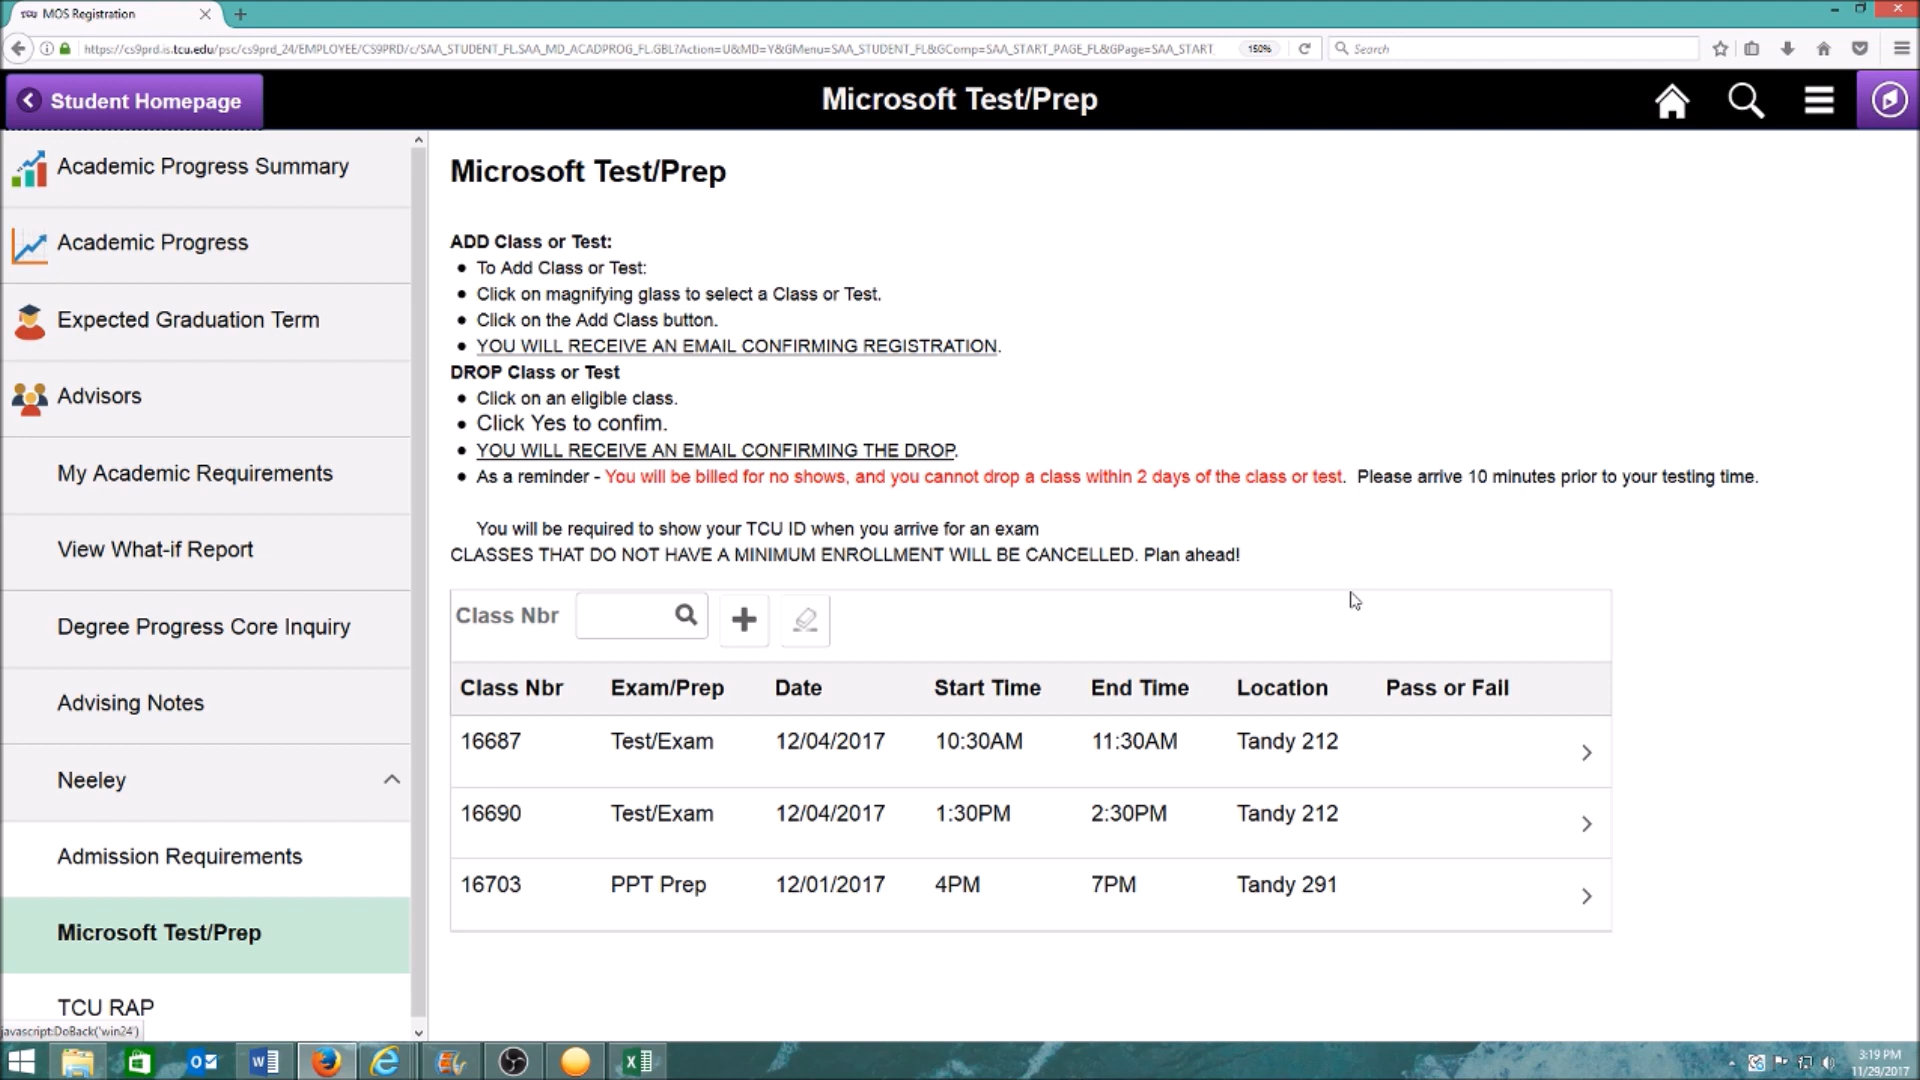 MOS Registration
https://cs9prd.is.tcu.edu/psc/cs9prd_24/EMPLOYEE/CS9PRD/c/SAA_STUDENT_FL.SAA_MD_ACADPROG_FL.GBL?Action=U&MD=Y&GMenu=SAA_STUDENT_FL&GComp=SAA_START_PAGE_FL&GPage=SAA_START
150%
Search
Student Homepage
Microsoft Test/Prep
Academic Progress Summary
Academic Progress
Expected Graduation Term
Advisors
My Academic Requirements
View What-if Report
Degree Progress Core Inquiry
Advising Notes
Neeley
Admission Requirements
Microsoft Test/Prep
TCU RAP
javascript:DoBack('win24')
Microsoft Test/Prep
ADD Class or Test:
• To Add Class or Test:
• Click on magnifying glass to select a Class or Test.
• Click on the Add Class button.
• YOU WILL RECEIVE AN EMAIL CONFIRMING REGISTRATION.
DROP Class or Test
• Click on an eligible class.
• Click Yes to confim.
• YOU WILL RECEIVE AN EMAIL CONFIRMING THE DROP.
• As a reminder - You will be billed for no shows, and you cannot drop a class within 2 days of the class or test. Please arrive 10 minutes prior to your testing time.
You will be required to show your TCU ID when you arrive for an exam
CLASSES THAT DO NOT HAVE A MINIMUM ENROLLMENT WILL BE CANCELLED. Plan ahead!
Class Nbr
Class Nbr Exam/Prep Date Start Time End Time Location Pass or Fail
16687 Test/Exam 12/04/2017 10:30AM 11:30AM Tandy 212
16690 Test/Exam 12/04/2017 1:30PM 2:30PM Tandy 212
16703 PPT Prep 12/01/2017 4PM 7PM Tandy 291
3:19 PM
11/29/2017